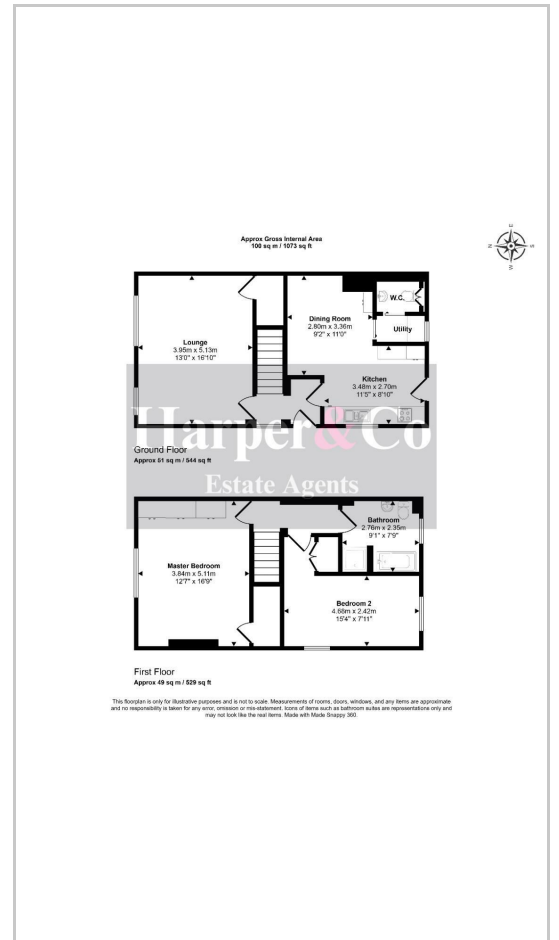 Approx Gross Internal Area
100 sq m / 1073 sq ft
E
N
S
W
Lounge
3.95m x 5.13m
13'0" x 16'10"
Dining Room
2.80m x 3.36m
9'2" x 11'0"
W.C.
Utility
Kitchen
3.48m x 2.70m
11'5" x 8'10"
Harper&Co
Estate Agents
Ground Floor
Approx 51 sq m / 544 sq ft
Master Bedroom
3.84m x 5.11m
12'7" x 16'9"
Bathroom
2.76m x 2.35m
9'1" x 7'9"
Bedroom 2
4.68m x 2.42m
15'4" x 7'11"
First Floor
Approx 49 sq m / 529 sq ft
This floorplan is only for illustrative purposes and is not to scale. Measurements of rooms, doors, windows, and any items are approximate
and no responsibility is taken for any error, omission or mis-statement. Icons of items such as bathroom suites are representations only and
may not look like the real items. Made with Made Snappy 360.